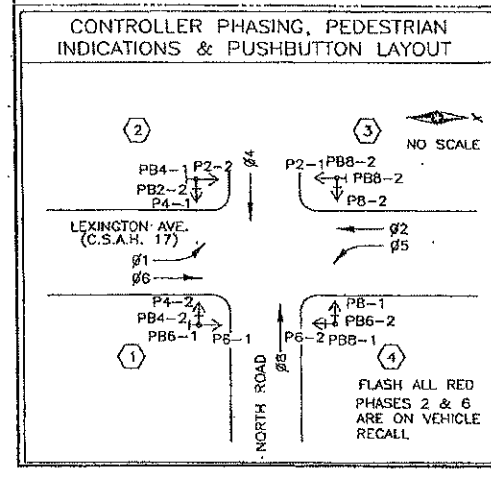 CONTROLLER PHASING, PEDESTRIAN
INDICATIONS & PUSHBUTTON LAYOUT
2
3
NO SCALE
PB4-1
P2-2
Ø4
P2-1
PB8-2
PB2-2
PB8-2
P4-1
P8-2
LEXINGTON AVE.
(C.S.A.H. 17)
Ø2
Ø1
Ø5
Ø6
P4-2
P8-1
PB4-2
PB6-2
PB6-1
P6-1
P6-2
PB8-1
1
4
Ø8
NORTH ROAD
FLASH ALL RED
PHASES 2 & 6
ARE ON VEHICLE
RECALL